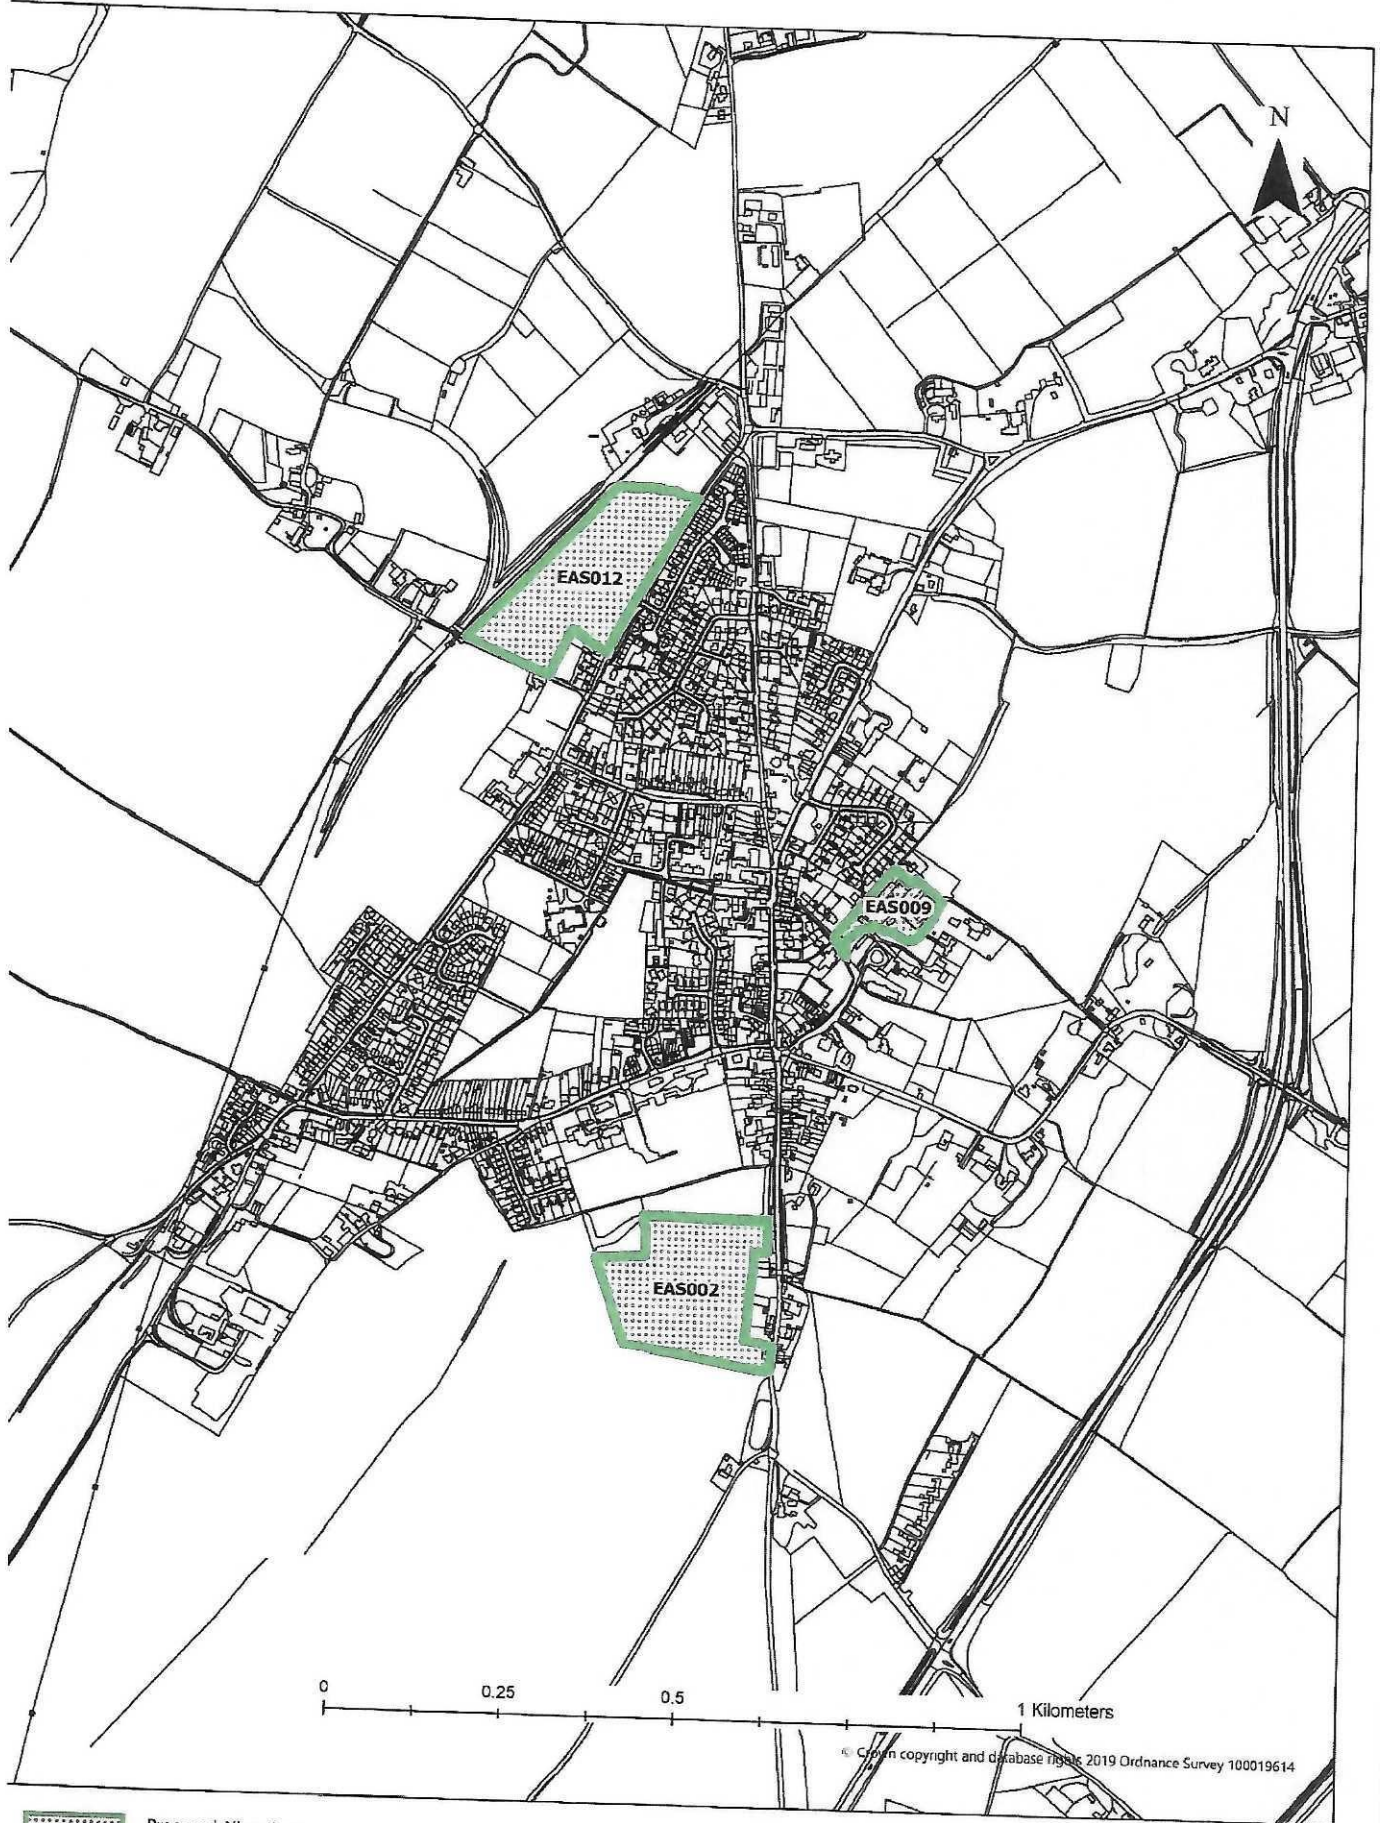 N
EAS012
EAS009
EAS002
0 0.25 0.5 1 Kilometers
© Crown copyright and database rights 2019 Ordnance Survey 100019614